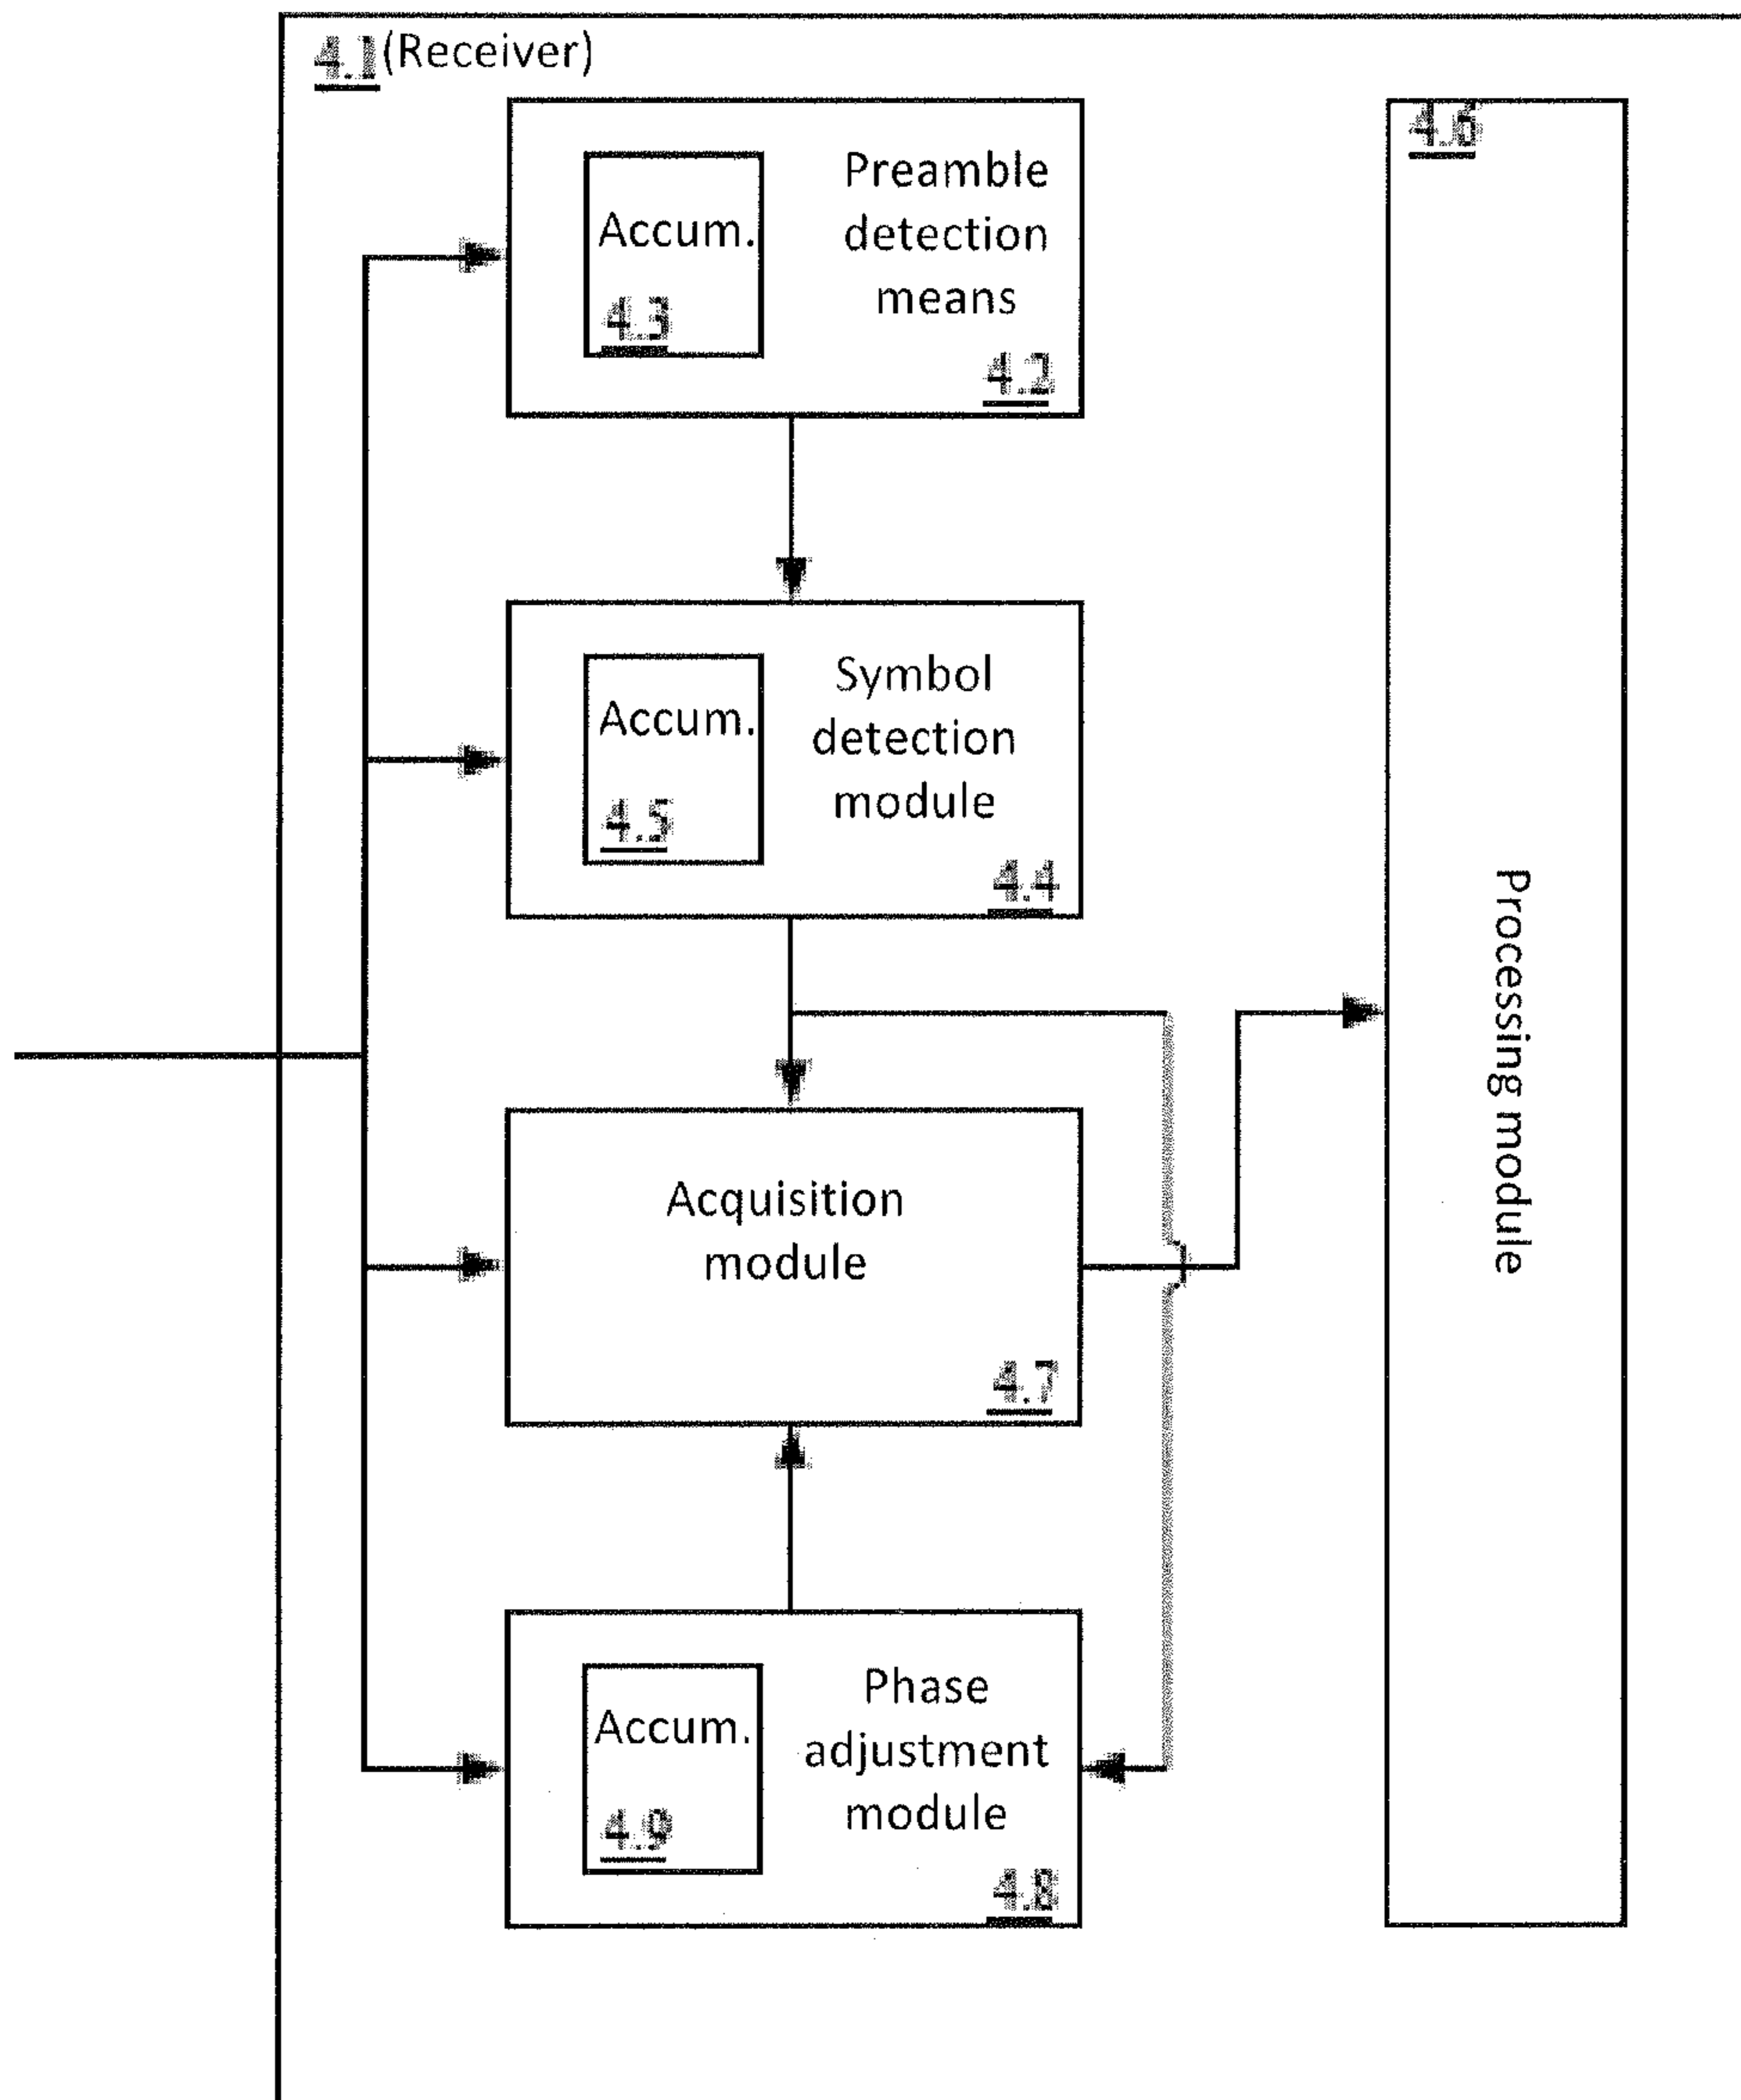 4.1 (Receiver)
Accum.
4.3
Preamble
detection
means
4.2
Accum.
4.5
Symbol
detection
module
4.4
Acquisition
module
4.7
Accum.
4.9
Phase
adjustment
module
4.8
4.6
Processing module